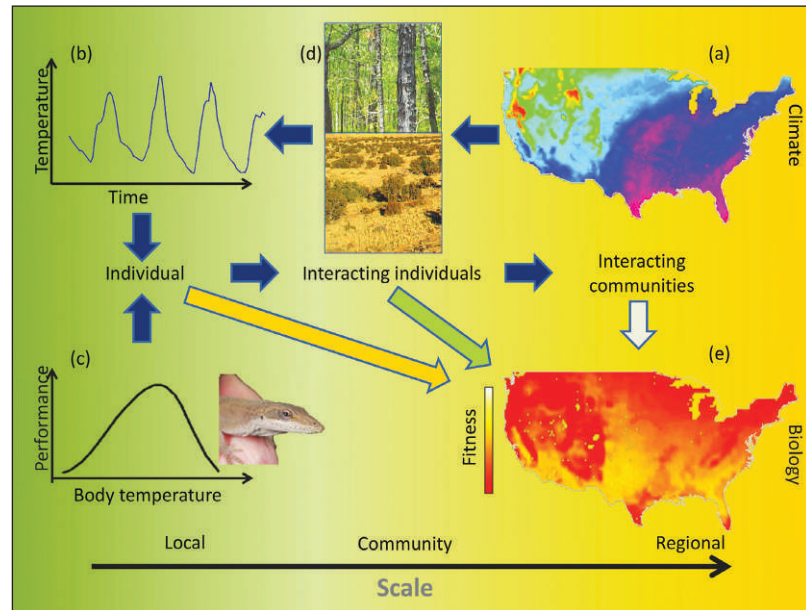 (b)
(d)
(a)
Temperature
Time
Climate
Individual
Interacting individuals
Interacting
communities
(c)
(e)
Performance
Body temperature
Fitness
Biology
Local
Community
Regional
Scale